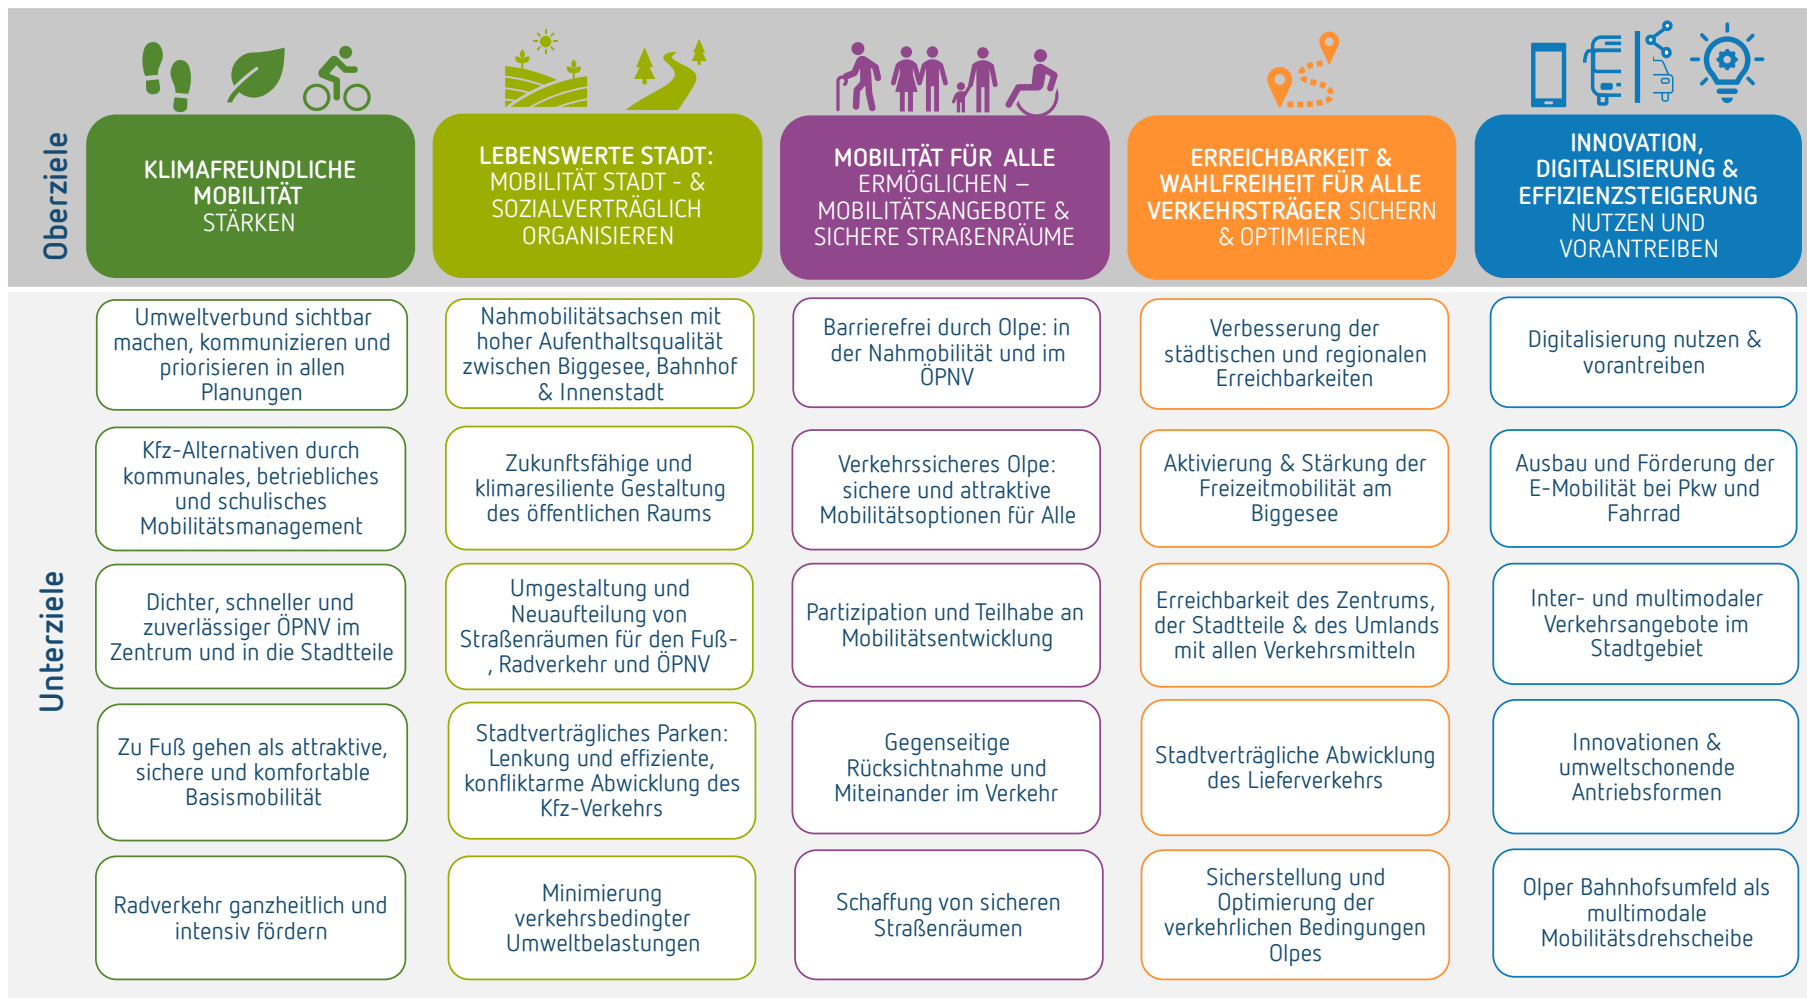 Oberziele
KLIMAFREUNDLICHE
MOBILITÄT
STÄRKEN
LEBENSWERTE STADT:
MOBILITÄT STADT - &
SOZIALVERTRÄGLICH
ORGANISIEREN
MOBILITÄT FÜR ALLE
ERMÖGLICHEN –
MOBILITÄTSANGEBOTE &
SICHERE STRAßENRÄUME
ERREICHBARKEIT &
WAHLFREIHEIT FÜR ALLE
VERKEHRSTRÄGER SICHERN
& OPTIMIEREN
INNOVATION,
DIGITALISIERUNG &
EFFIZIENZSTEIGERUNG
NUTZEN UND
VORANTREIBEN
Unterziele
Umweltverbund sichtbar
machen, kommunizieren und
priorisieren in allen
Planungen
Nahmobilitätsachsen mit
hoher Aufenthaltsqualität
zwischen Biggesee, Bahnhof
& Innenstadt
Barrierefrei durch Olpe: in
der Nahmobilität und im
ÖPNV
Verbesserung der
städtischen und regionalen
Erreichbarkeiten
Digitalisierung nutzen &
vorantreiben
Kfz-Alternativen durch
kommunales, betriebliches
und schulisches
Mobilitätsmanagement
Zukunftsfähige und
klimaresiliente Gestaltung
des öffentlichen Raums
Verkehrssicheres Olpe:
sichere und attraktive
Mobilitätsoptionen für Alle
Aktivierung & Stärkung der
Freizeitmobilität am
Biggesee
Ausbau und Förderung der
E-Mobilität bei Pkw und
Fahrrad
Dichter, schneller und
zuverlässiger ÖPNV im
Zentrum und in die Stadtteile
Umgestaltung und
Neuaufteilung von
Straßenräumen für den Fuß-
, Radverkehr und ÖPNV
Partizipation und Teilhabe an
Mobilitätsentwicklung
Erreichbarkeit des Zentrums,
der Stadtteile & des Umlands
mit allen Verkehrsmitteln
Inter- und multimodaler
Verkehrsangebote im
Stadtgebiet
Zu Fuß gehen als attraktive,
sichere und komfortable
Basismobilität
Stadtverträgliches Parken:
Lenkung und effiziente,
konfliktarme Abwicklung des
Kfz-Verkehrs
Gegenseitige
Rücksichtnahme und
Miteinander im Verkehr
Stadtverträgliche Abwicklung
des Lieferverkehrs
Innovationen &
umweltschonende
Antriebsformen
Radverkehr ganzheitlich und
intensiv fördern
Minimierung
verkehrsbedingter
Umweltbelastungen
Schaffung von sicheren
Straßenräumen
Sicherstellung und
Optimierung der
verkehrlichen Bedingungen
Olpes
Olper Bahnhofsumfeld als
multimodale
Mobilitätsdrehscheibe